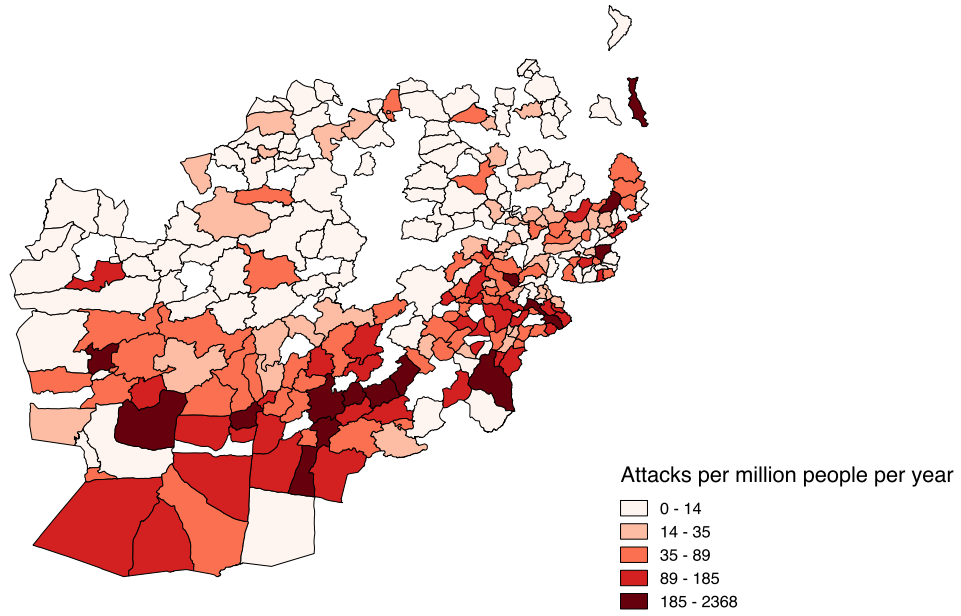 Attacks per million people per year
0 - 14
14 - 35
35 - 89
89 - 185
185 - 2368